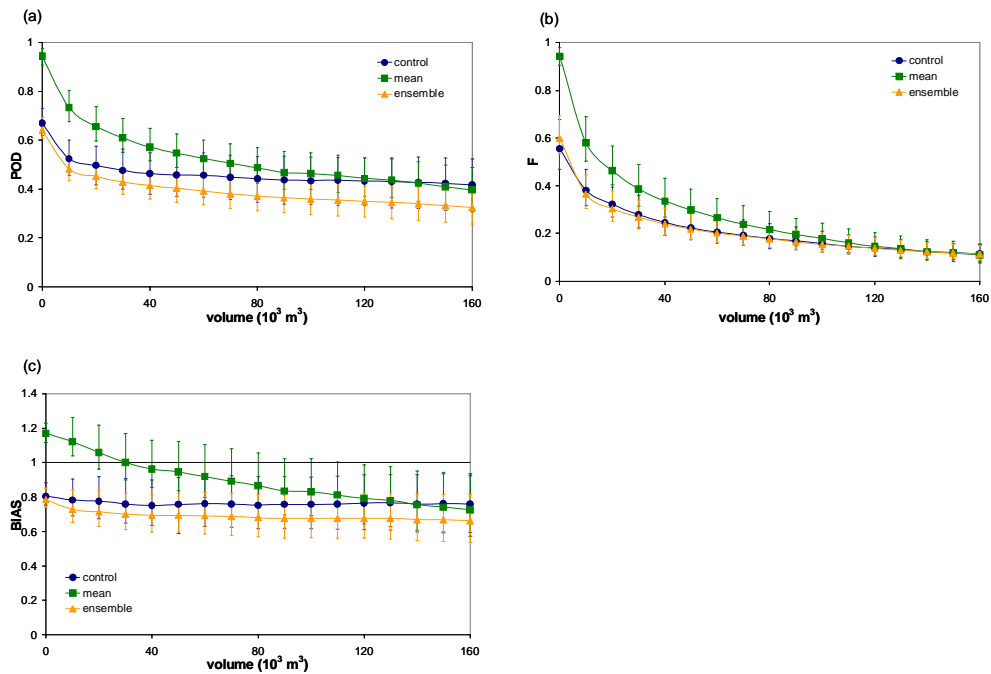 (a)
1
0.8
0.6
0.4
0.2
0
POD
control
mean
ensemble
0 40 80 120 160
volume (10³ m³)
(b)
1
0.8
0.6
0.4
0.2
0
F
control
mean
ensemble
0 40 80 120 160
volume (10³ m³)
(c)
1.4
1.2
1
0.8
0.6
0.4
0.2
0
BIAS
control
mean
ensemble
0 40 80 120 160
volume (10³ m³)